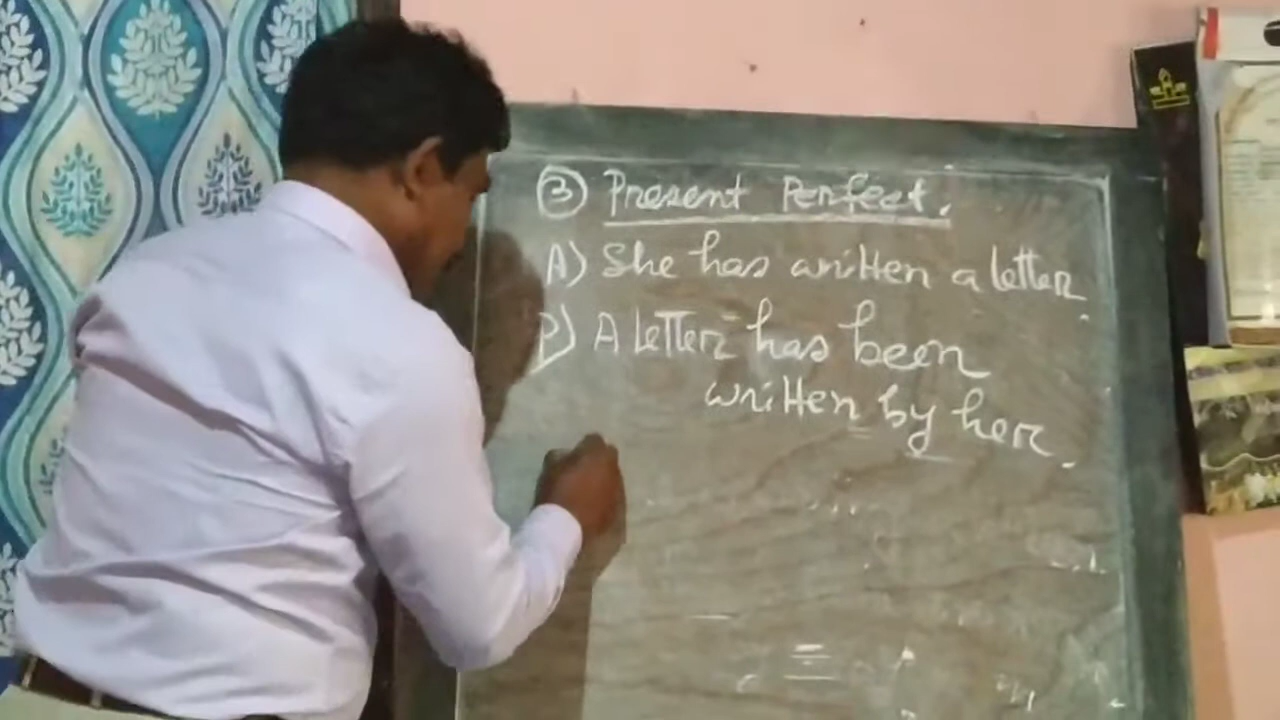 ③ Present Perfect.
A) She has written a letter.
P) A letter has been
written by her.